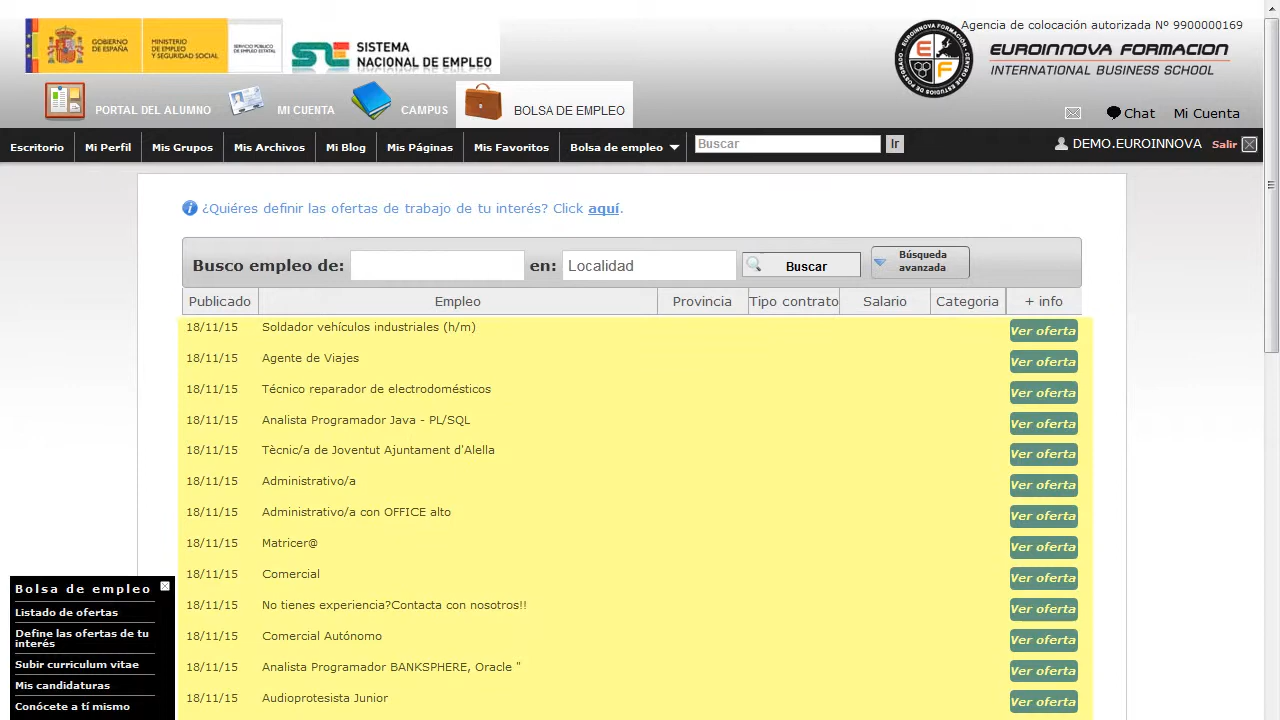 GOBIERNO DE ESPAÑA
MINISTERIO DE EMPLEO Y SEGURIDAD SOCIAL
SERVICIO PÚBLICO DE EMPLEO ESTATAL
SISTEMA NACIONAL DE EMPLEO
Agencia de colocación autorizada Nº 9900000169
EUROINNOVA FORMACION
INTERNATIONAL BUSINESS SCHOOL
PORTAL DEL ALUMNO
MI CUENTA
CAMPUS
BOLSA DE EMPLEO
Chat
Mi Cuenta
Escritorio
Mi Perfil
Mis Grupos
Mis Archivos
Mi Blog
Mis Páginas
Mis Favoritos
Bolsa de empleo
Buscar
Ir
DEMO.EUROINNOVA
Salir
¿Quiéres definir las ofertas de trabajo de tu interés? Click aquí.
Busco empleo de:
en:
Localidad
Buscar
Búsqueda avanzada
Publicado Empleo Provincia Tipo contrato Salario Categoria + info
18/11/15 Soldador vehículos industriales (h/m) Ver oferta
18/11/15 Agente de Viajes Ver oferta
18/11/15 Técnico reparador de electrodomésticos Ver oferta
18/11/15 Analista Programador Java - PL/SQL Ver oferta
18/11/15 Tècnic/a de Joventut Ajuntament d'Alella Ver oferta
18/11/15 Administrativo/a Ver oferta
18/11/15 Administrativo/a con OFFICE alto Ver oferta
18/11/15 Matricer@ Ver oferta
18/11/15 Comercial Ver oferta
18/11/15 No tienes experiencia?Contacta con nosotros!! Ver oferta
18/11/15 Comercial Autónomo Ver oferta
18/11/15 Analista Programador BANKSPHERE, Oracle " Ver oferta
18/11/15 Audioprotesista Junior Ver oferta
Bolsa de empleo
Listado de ofertas
Define las ofertas de tu
interés
Subir curriculum vitae
Mis candidaturas
Conócete a tí mismo